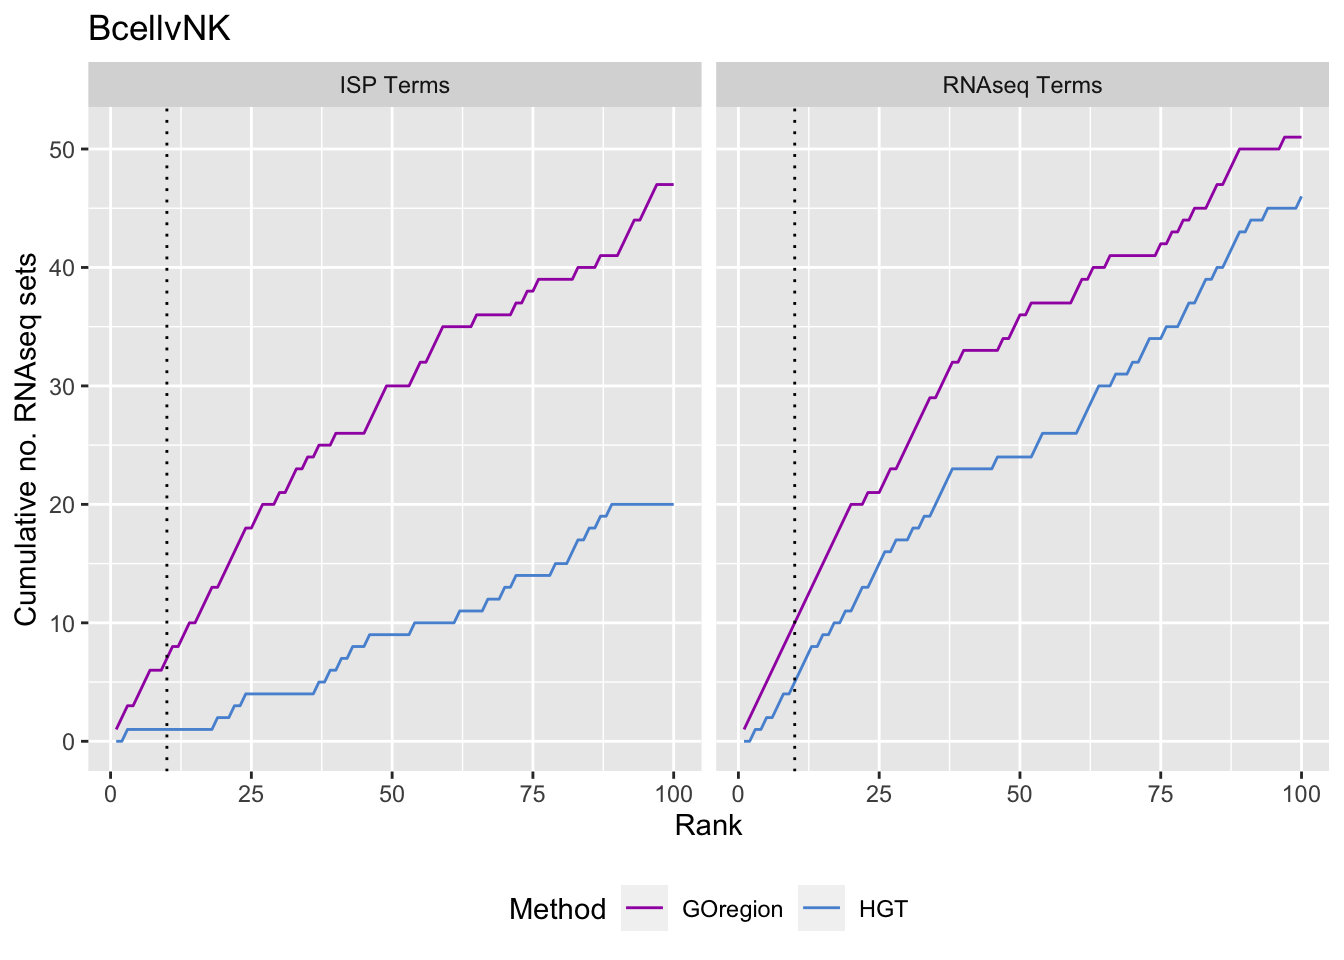 BcellvNK
ISP Terms
RNAseq Terms
Cumulative no. RNAseq sets
50
40
30
20
10
0
0 25 50 75 100
0 25 50 75 100
Rank
Method GOregion HGT